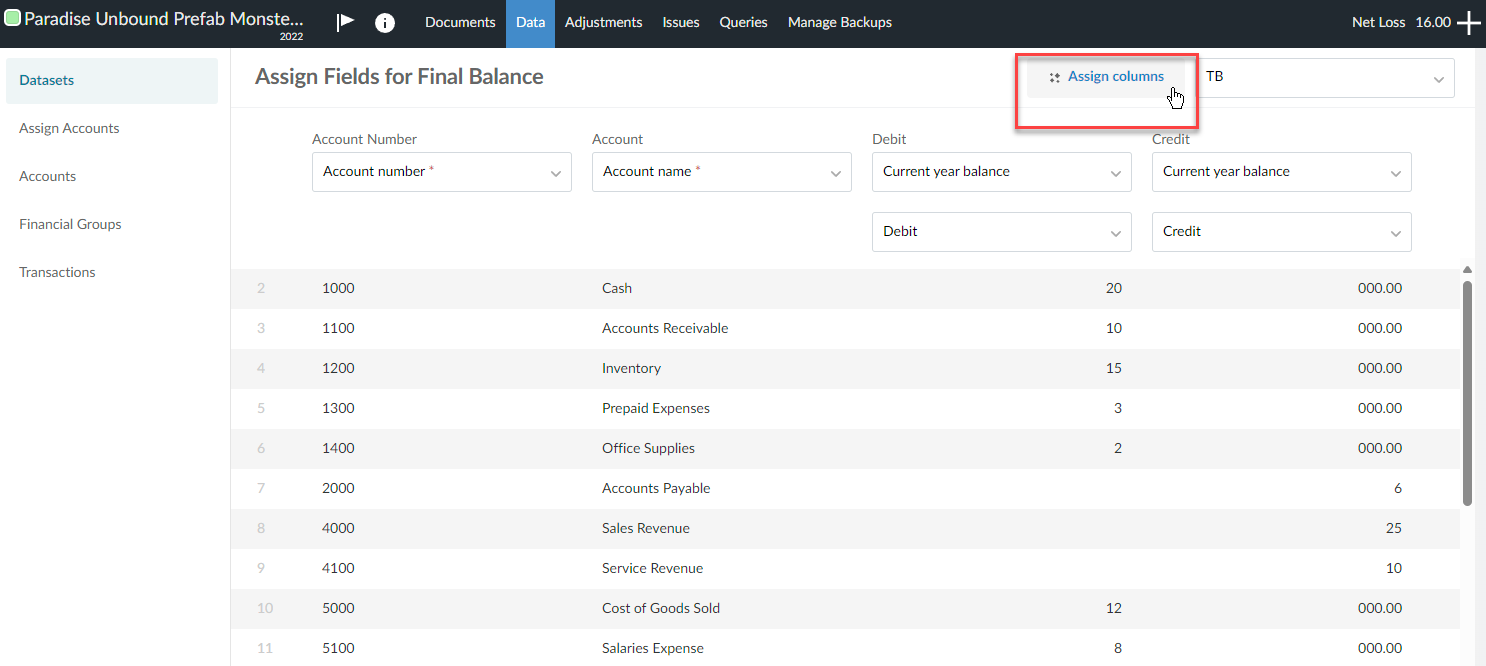 Paradise Unbound Prefab Monste...
2022
Documents Data Adjustments Issues Queries Manage Backups Net Loss 16.00
Datasets
Assign Accounts
Accounts
Financial Groups
Transactions
Assign Fields for Final Balance Assign columns TB
Account Number Account Debit Credit
Account number * Account name * Current year balance Current year balance
Debit Credit
2 1000 Cash 20 000.00
3 1100 Accounts Receivable 10 000.00
4 1200 Inventory 15 000.00
5 1300 Prepaid Expenses 3 000.00
6 1400 Office Supplies 2 000.00
7 2000 Accounts Payable 6
8 4000 Sales Revenue 25
9 4100 Service Revenue 10
10 5000 Cost of Goods Sold 12 000.00
11 5100 Salaries Expense 8 000.00